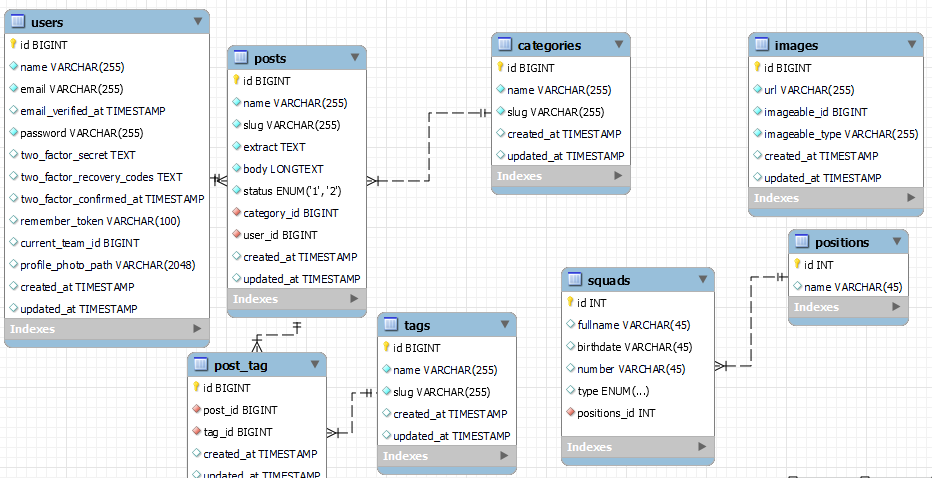 users
id BIGINT
name VARCHAR(255)
email VARCHAR(255)
email_verified_at TIMESTAMP
password VARCHAR(255)
two_factor_secret TEXT
two_factor_recovery_codes TEXT
two_factor_confirmed_at TIMESTAMP
remember_token VARCHAR(100)
current_team_id BIGINT
profile_photo_path VARCHAR(2048)
created_at TIMESTAMP
updated_at TIMESTAMP
Indexes
posts
id BIGINT
name VARCHAR(255)
slug VARCHAR(255)
extract TEXT
body LONGTEXT
status ENUM('1', '2')
category_id BIGINT
user_id BIGINT
created_at TIMESTAMP
updated_at TIMESTAMP
Indexes
categories
id BIGINT
name VARCHAR(255)
slug VARCHAR(255)
created_at TIMESTAMP
updated_at TIMESTAMP
Indexes
images
id BIGINT
url VARCHAR(255)
imageable_id BIGINT
imageable_type VARCHAR(255)
created_at TIMESTAMP
updated_at TIMESTAMP
Indexes
positions
id INT
name VARCHAR(45)
Indexes
squads
id INT
fullname VARCHAR(45)
birthdate VARCHAR(45)
number VARCHAR(45)
type ENUM(...)
positions_id INT
Indexes
tags
id BIGINT
name VARCHAR(255)
slug VARCHAR(255)
created_at TIMESTAMP
updated_at TIMESTAMP
Indexes
post_tag
id BIGINT
post_id BIGINT
tag_id BIGINT
created_at TIMESTAMP
updated_at TIMESTAMP